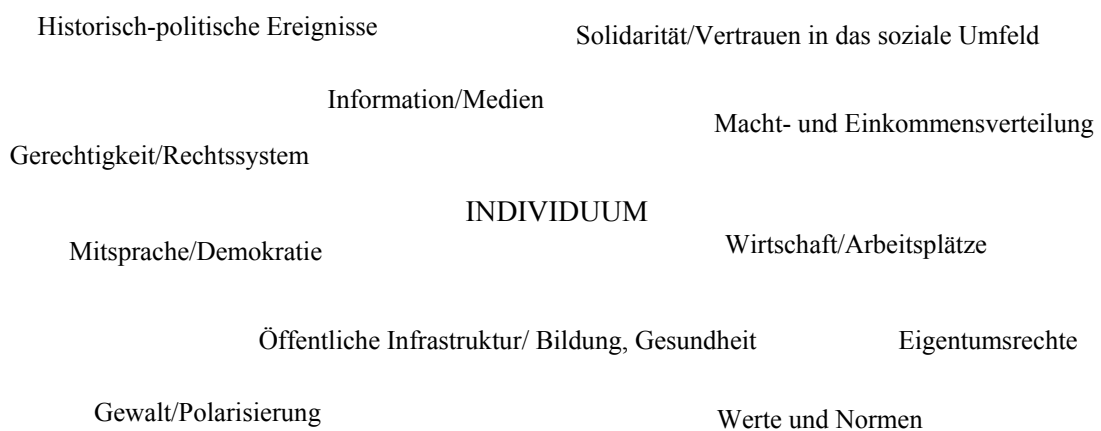 Historisch-politische Ereignisse
Solidarität/Vertrauen in das soziale Umfeld
Information/Medien
Macht- und Einkommensverteilung
Gerechtigkeit/Rechtssystem
INDIVIDUUM
Mitsprache/Demokratie
Wirtschaft/Arbeitsplätze
Öffentliche Infrastruktur/ Bildung, Gesundheit
Eigentumsrechte
Gewalt/Polarisierung
Werte und Normen